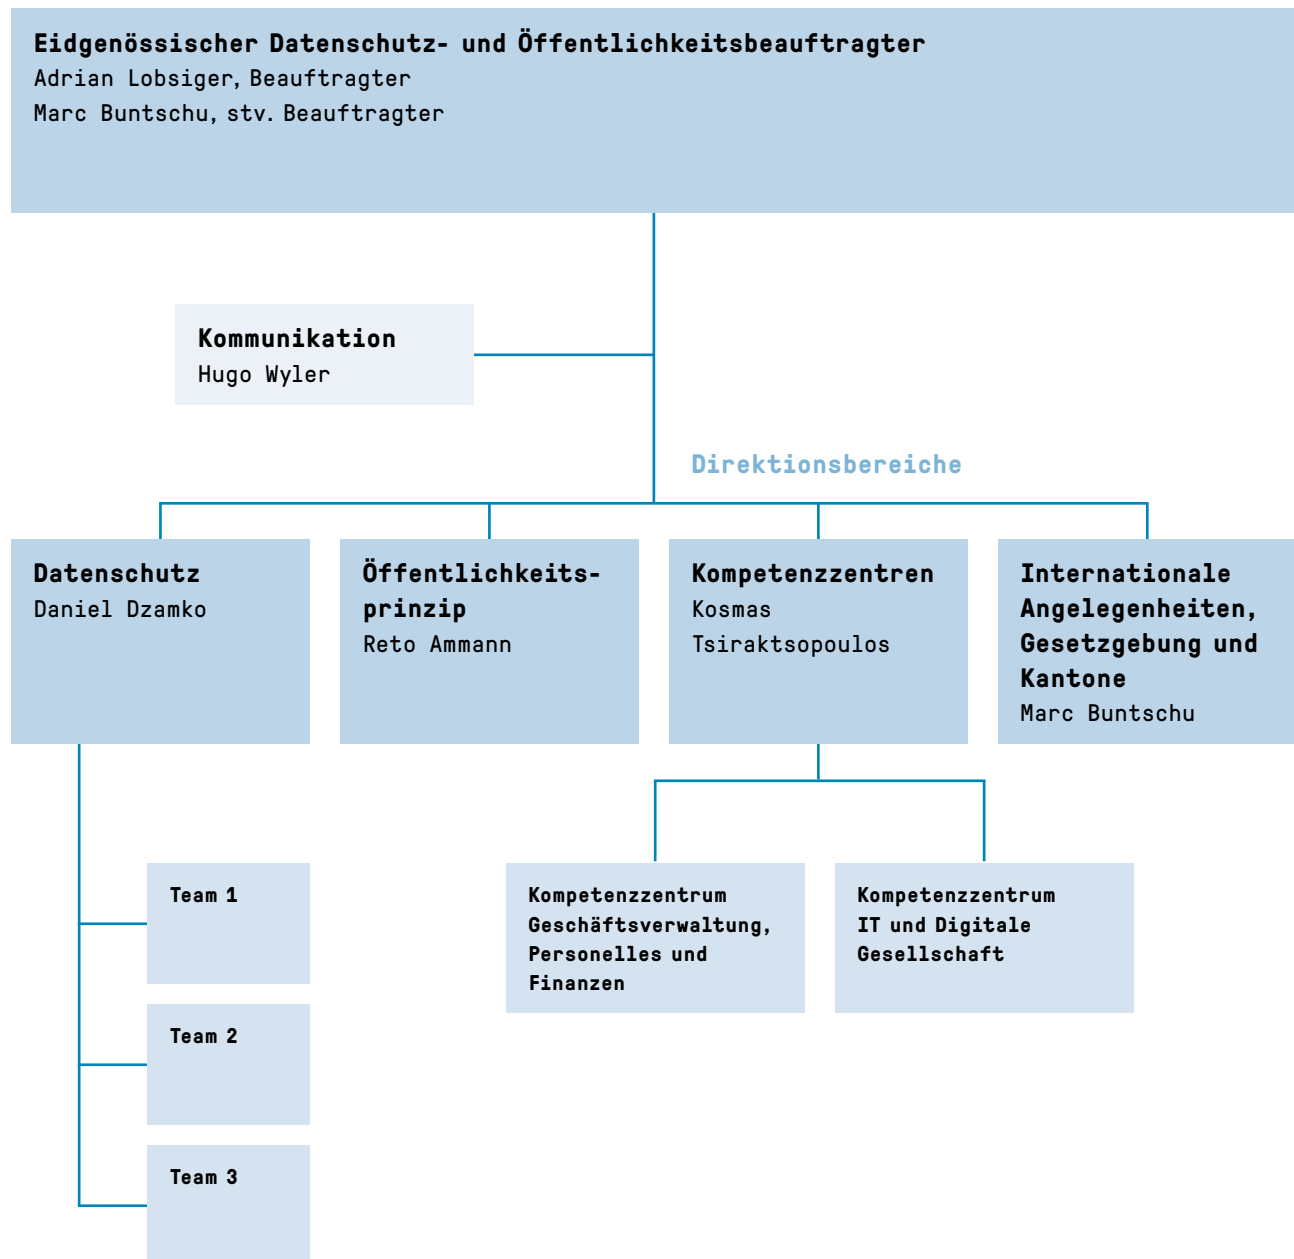 Eidgenössischer Datenschutz- und Öffentlichkeitsbeauftragter
Adrian Lobsiger, Beauftragter
Marc Buntschu, stv. Beauftragter
Kommunikation
Hugo Wyler
Direktionsbereiche
Datenschutz
Daniel Dzamko
Öffentlichkeits-
prinzip
Reto Ammann
Kompetenzzentren
Kosmas
Tsiraktsopoulos
Internationale
Angelegenheiten,
Gesetzgebung und
Kantone
Marc Buntschu
Team 1
Team 2
Team 3
Kompetenzzentrum
Geschäftsverwaltung,
Personelles und
Finanzen
Kompetenzzentrum
IT und Digitale
Gesellschaft